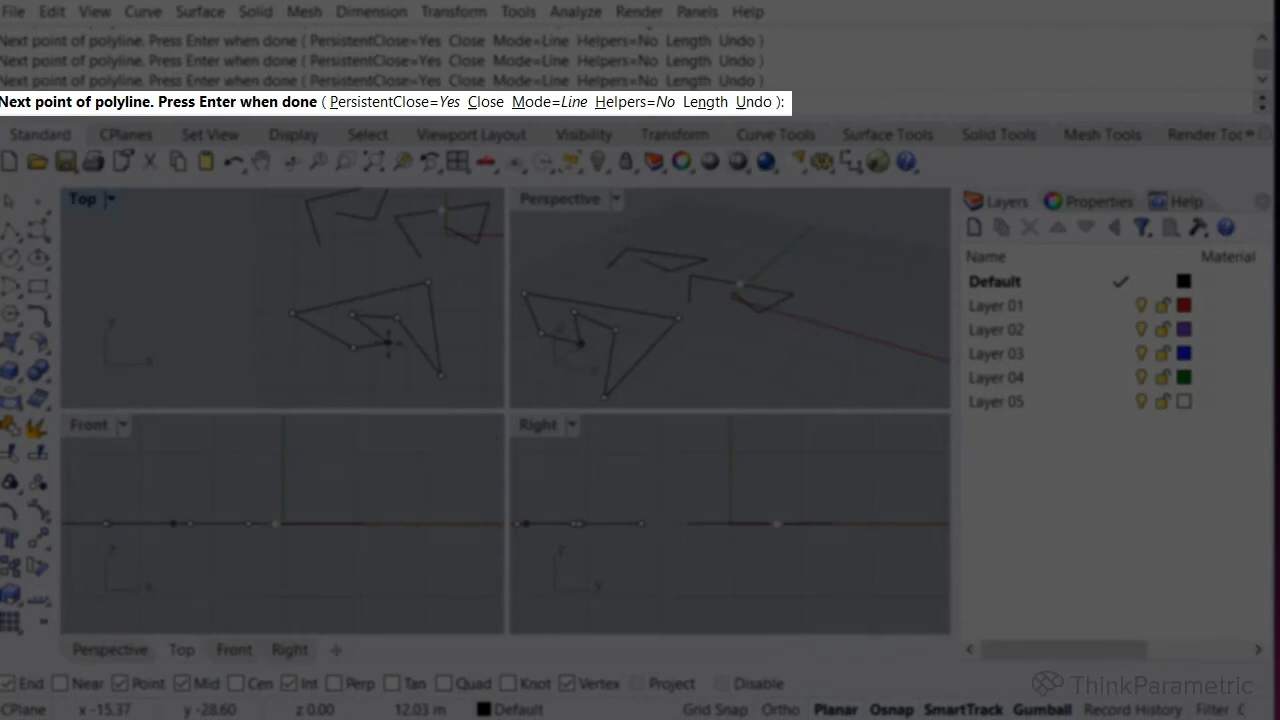 File Edit View Curve Surface Solid Mesh Dimension Transform Tools Analyze Render Panels Help
Next point of polyline. Press Enter when done ( PersistentClose=Yes Close Mode=Line Helpers=No Length Undo )
Next point of polyline. Press Enter when done ( PersistentClose=Yes Close Mode=Line Helpers=No Length Undo )
Next point of polyline. Press Enter when done ( PersistentClose=Yes Close Mode=Line Helpers=No Length Undo )
Next point of polyline. Press Enter when done ( PersistentClose=Yes Close Mode=Line Helpers=No Length Undo ):
Standard CPlanes Set View Display Select Viewport Layout Visibility Transform Curve Tools Surface Tools Solid Tools Mesh Tools Render Toc
Top
Perspective
Layers Properties Help
Name Material
Default
Layer 01
Layer 02
Layer 03
Layer 04
Layer 05
Front
Right
Perspective Top Front Right
End Near Point Mid Cen Int Perp Tan Quad Knot Vertex Project Disable
ThinkParametric
CPlane x -15.37 y -28.60 z 0.00 12.03 m Default Grid Snap Ortho Planar Osnap SmartTrack Gumball Record History Filter